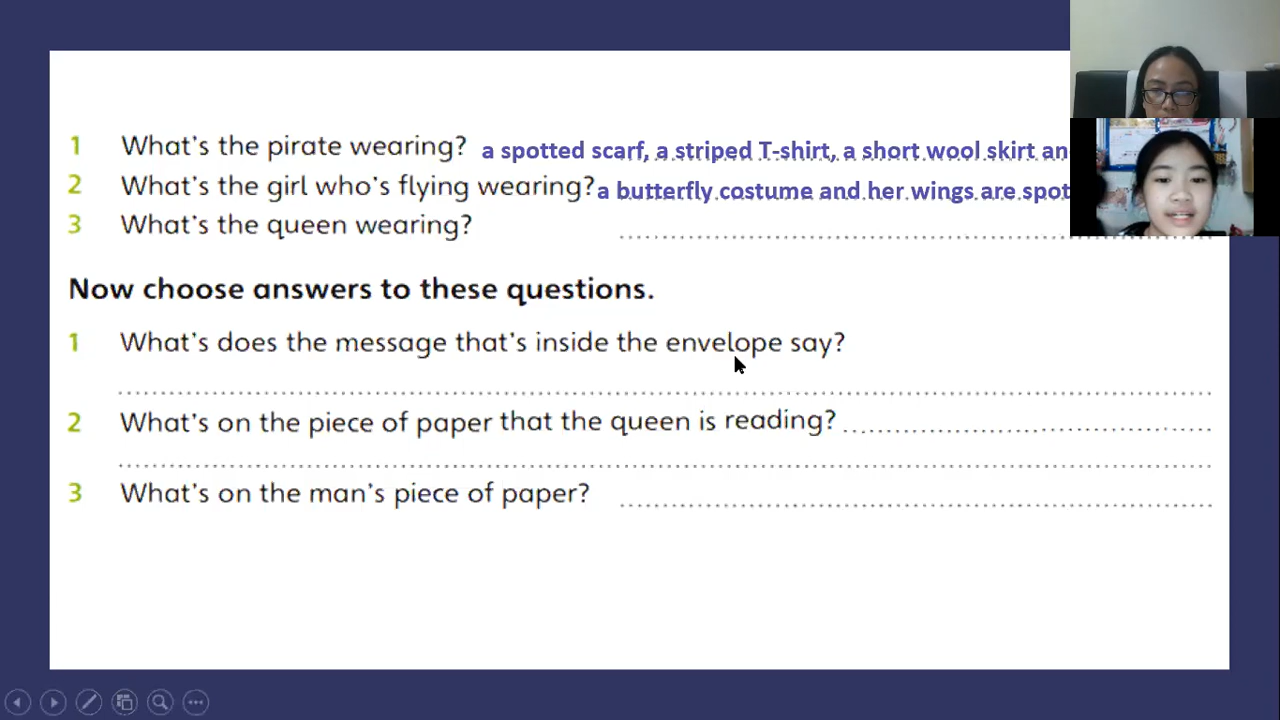 1 What's the pirate wearing? a spotted scarf, a striped T-shirt, a short wool skirt an
2 What's the girl who's flying wearing? a butterfly costume and her wings are spot
3 What's the queen wearing?
Now choose answers to these questions.
1 What's does the message that's inside the envelope say?
2 What's on the piece of paper that the queen is reading?
3 What's on the man's piece of paper?